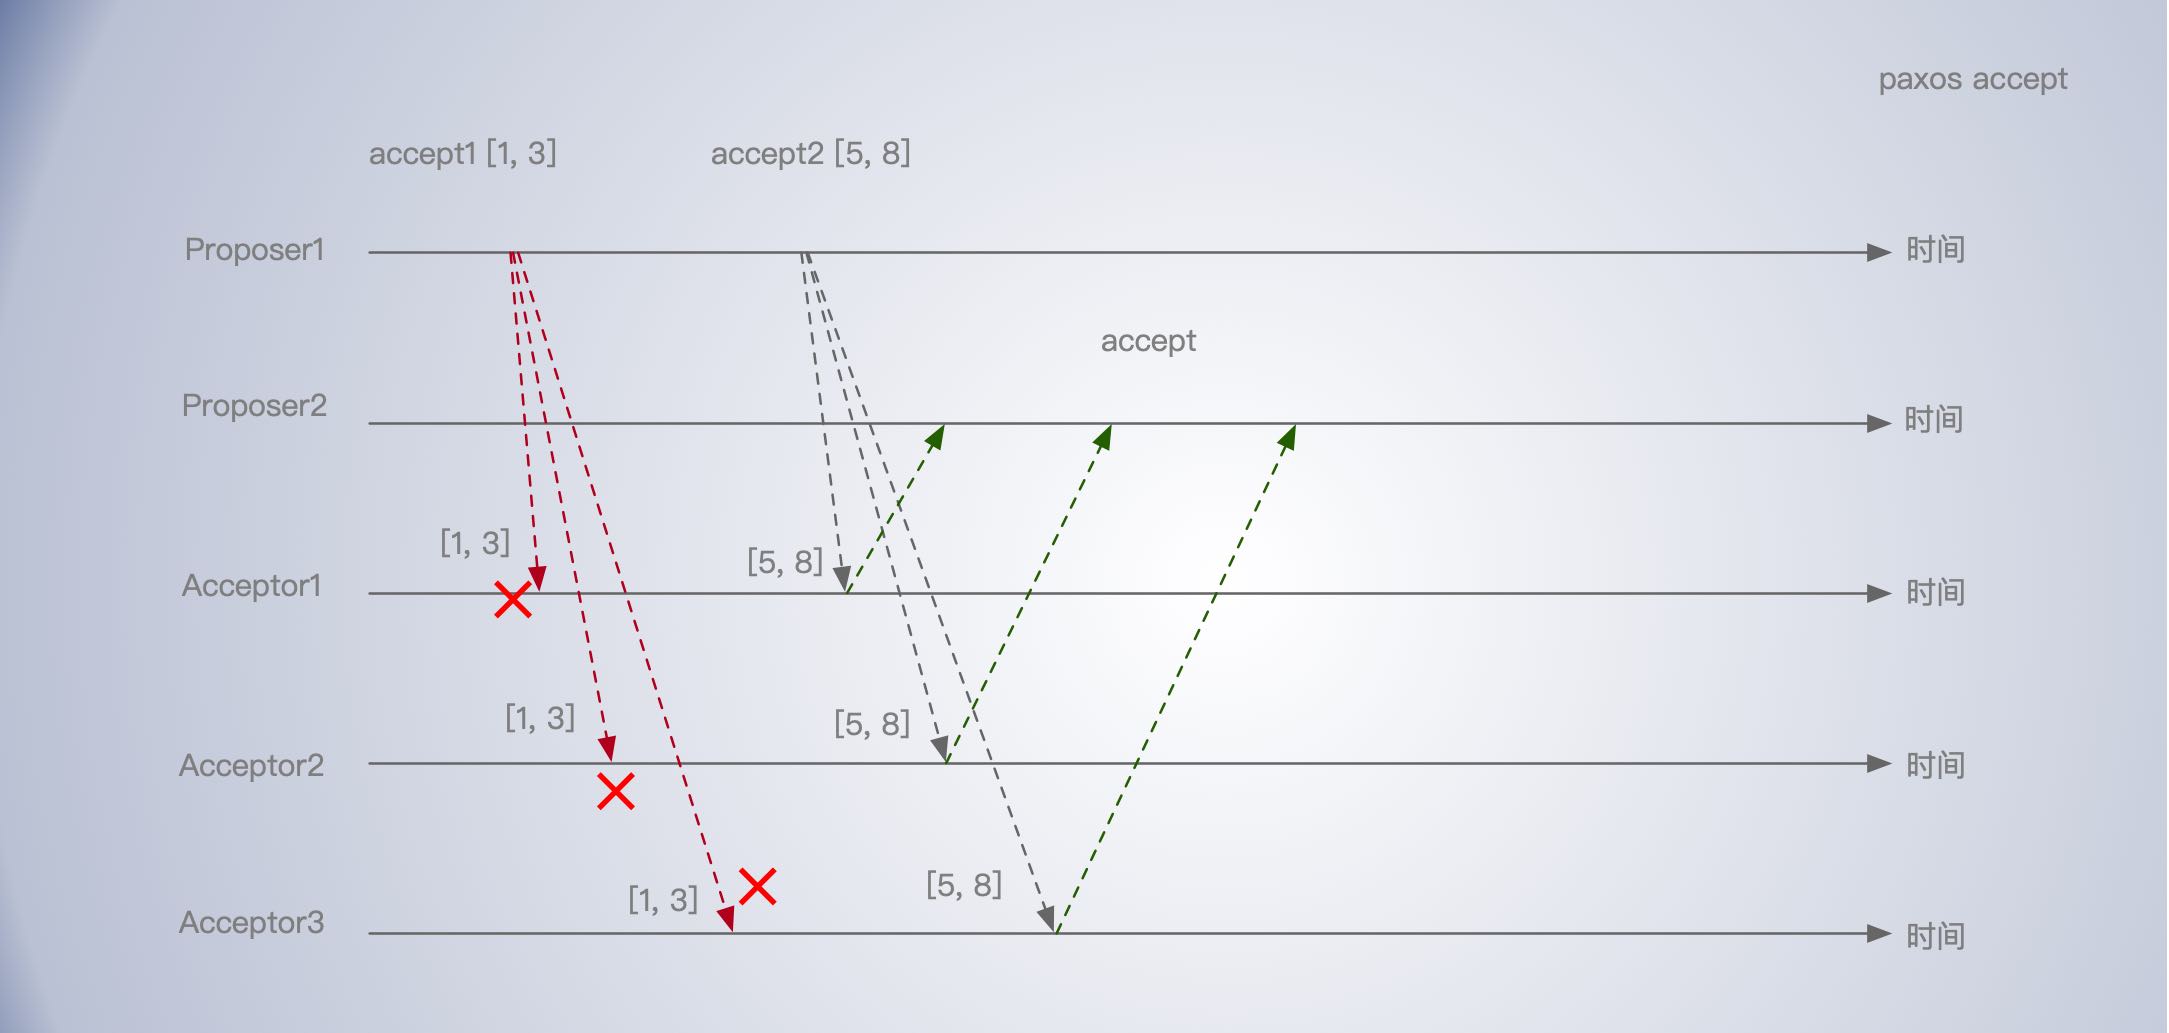 paxos accept
accept1 [1, 3]
accept2 [5, 8]
Proposer1
时间
accept
Proposer2
时间
[1, 3]
[5, 8]
Acceptor1
时间
[1, 3]
[5, 8]
Acceptor2
时间
[1, 3]
[5, 8]
Acceptor3
时间